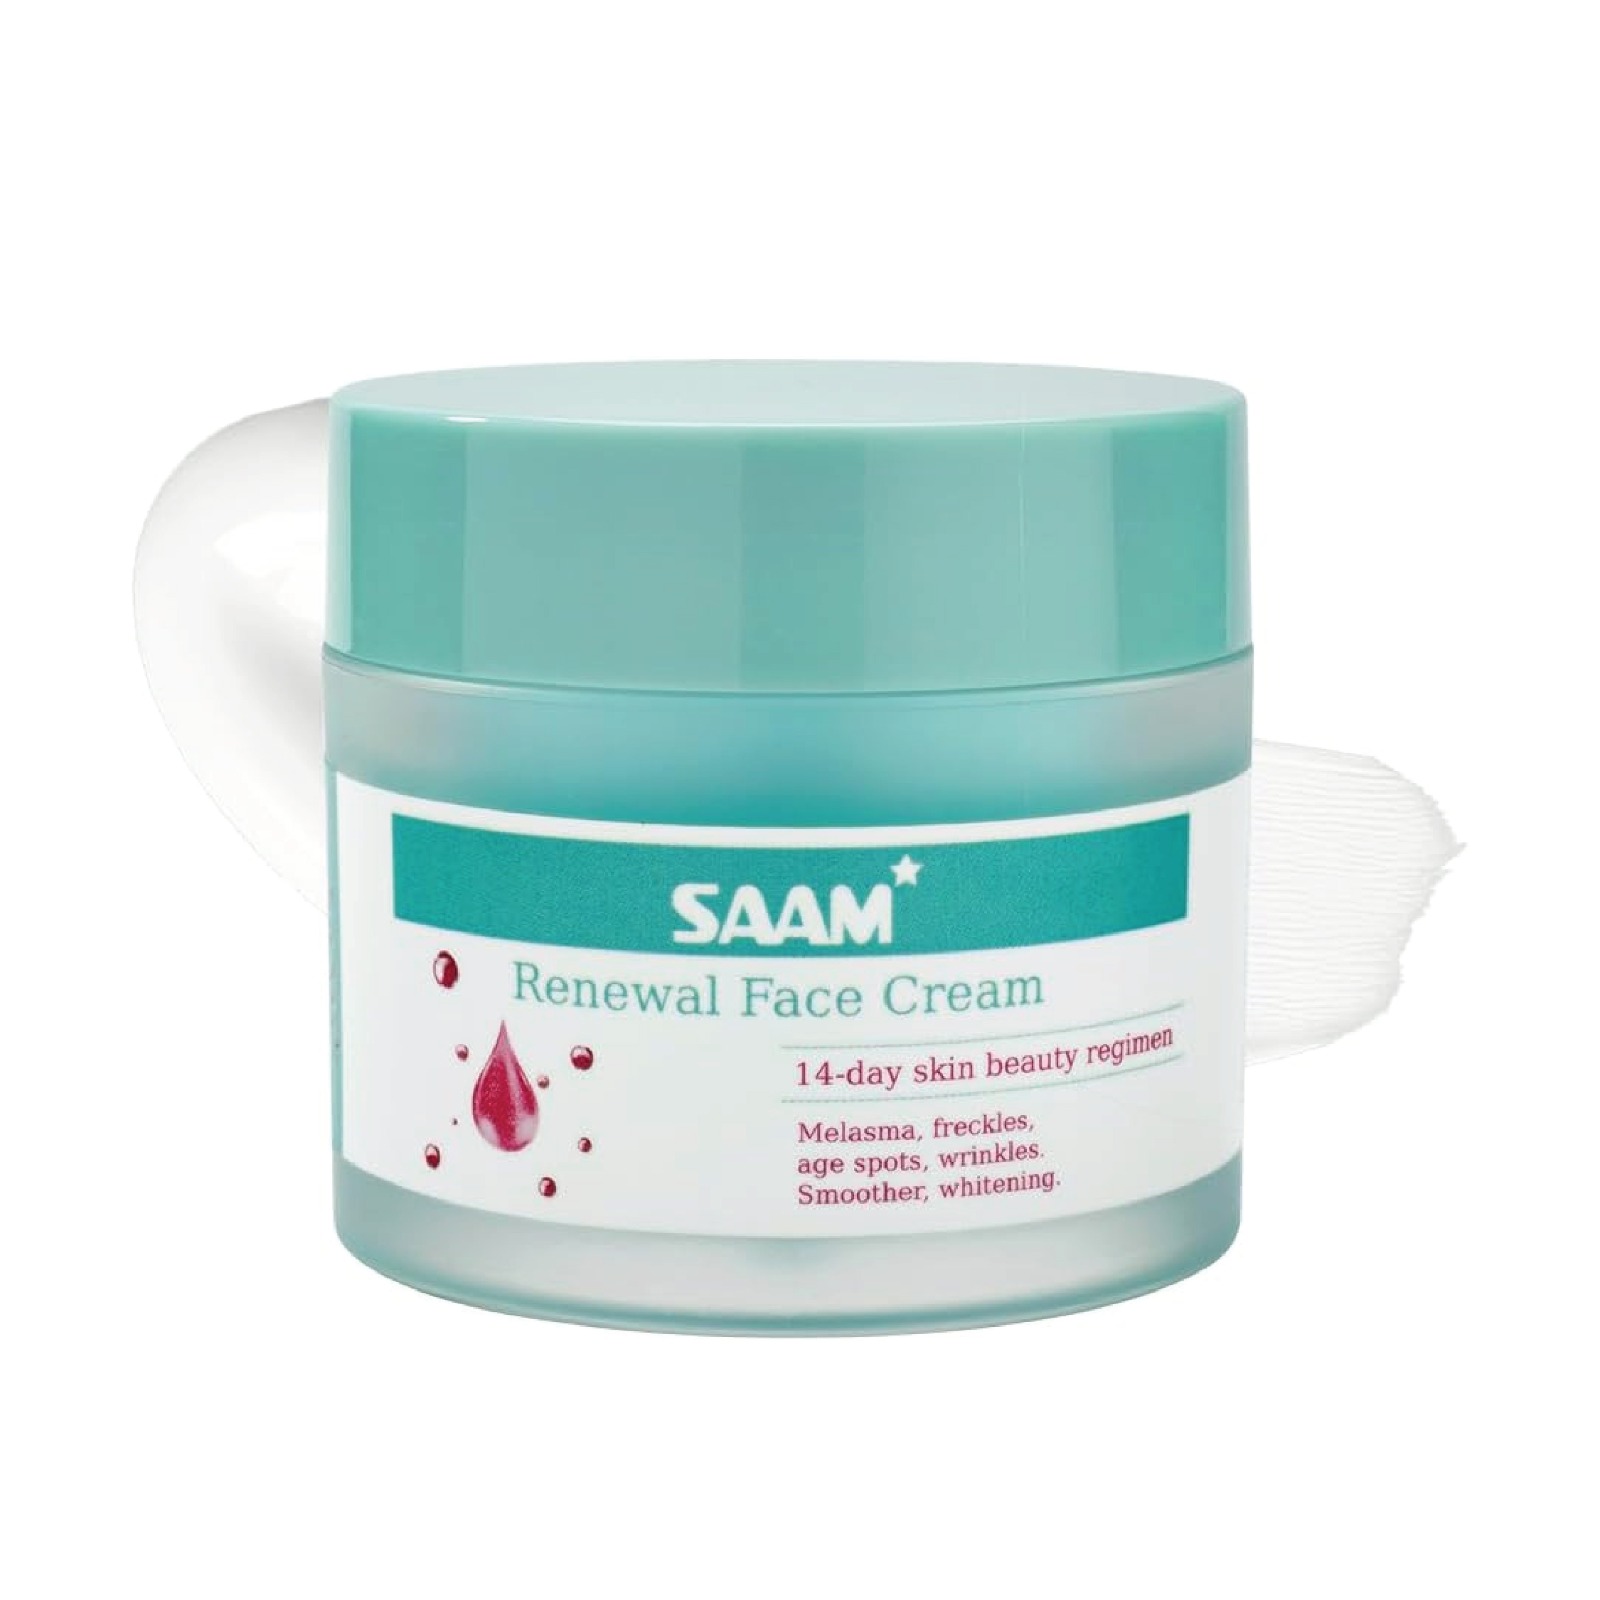 SAAM
Renewal Face Cream
14-day skin beauty regimen
Melasma, freckles,
age spots, wrinkles.
Smoother, whitening.